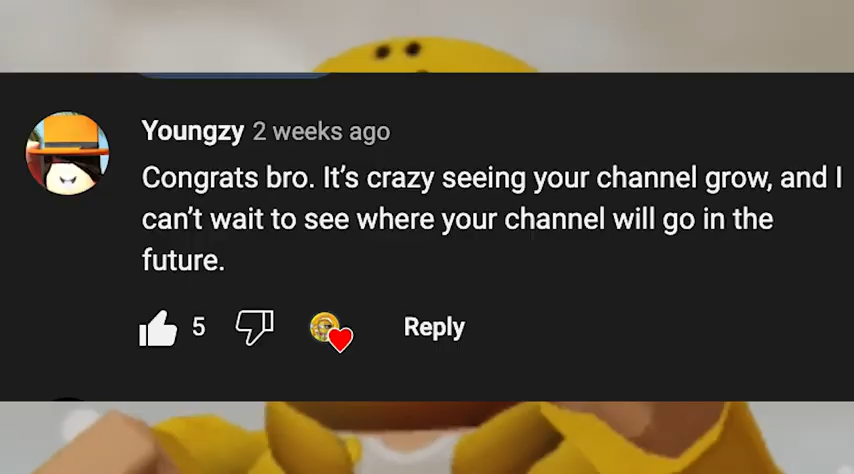 Youngzy 2 weeks ago
Congrats bro. It’s crazy seeing your channel grow, and I
can’t wait to see where your channel will go in the
future.
5 Reply